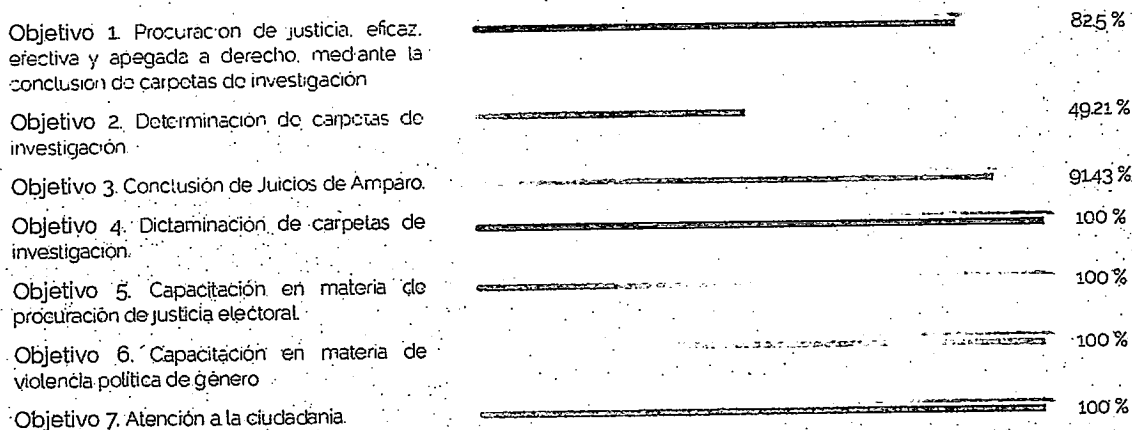 Objetivo 1. Procuración de justicia, eficaz, 82.5 %
efectiva y apegada a derecho, mediante la
conclusión de carpetas de investigación
Objetivo 2. Determinación de carpetas de 49.21 %
investigación.
Objetivo 3. Conclusión de Juicios de Amparo. 91.43 %
Objetivo 4. Dictaminación de carpetas de 100 %
investigación.
Objetivo 5. Capacitación en materia de 100 %
procuración de justicia electoral.
Objetivo 6. Capacitación en materia de 100 %
violencia política de género
Objetivo 7. Atención a la ciudadanía. 100 %